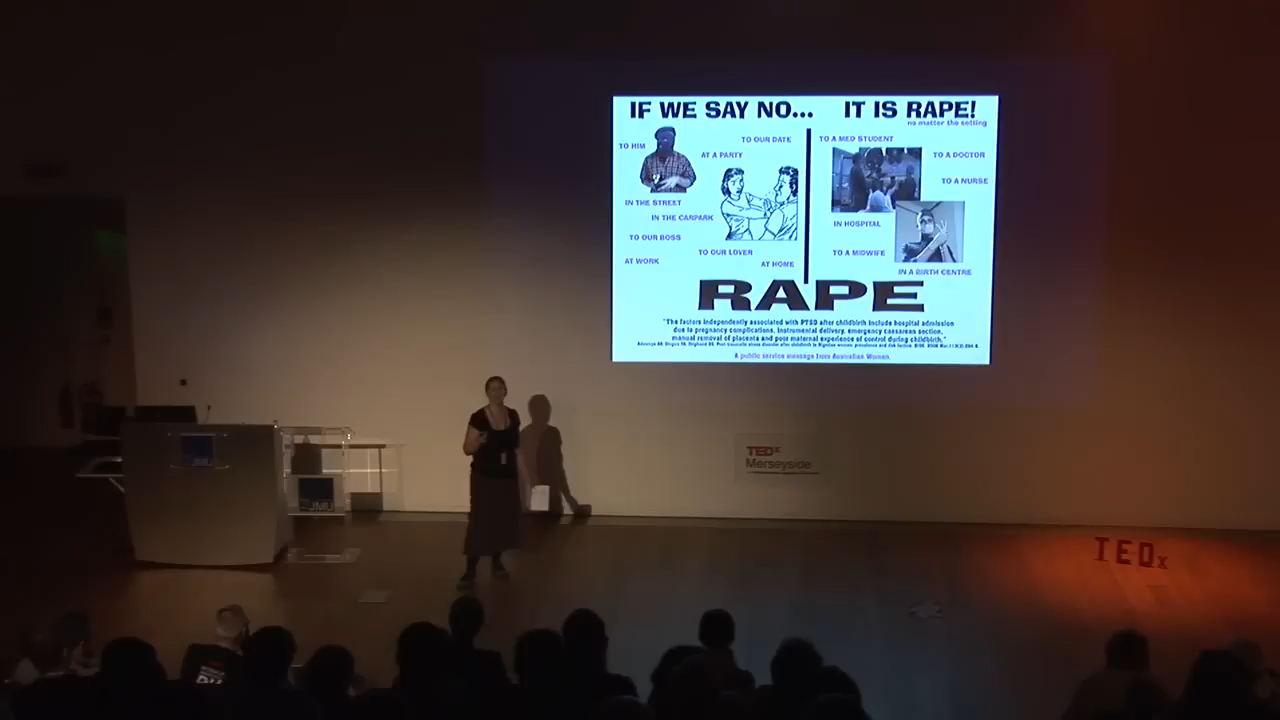 IF WE SAY NO... IT IS RAPE!
no matter the setting
TO HIM
TO OUR DATE
AT A PARTY
IN THE STREET
IN THE CARPARK
TO OUR BOSS
TO OUR LOVER
AT WORK
AT HOME
TO A MED STUDENT
TO A DOCTOR
TO A NURSE
IN HOSPITAL
TO A MIDWIFE
IN A BIRTH CENTRE
RAPE
"The factors independently associated with PTSD after childbirth include hospital admission
due to pregnancy complications, instrumental delivery, emergency caesarean section,
manual removal of placenta and poor maternal experience of control during childbirth."
A public service message from Australian Women.
TEDx
Merseyside
TEDx